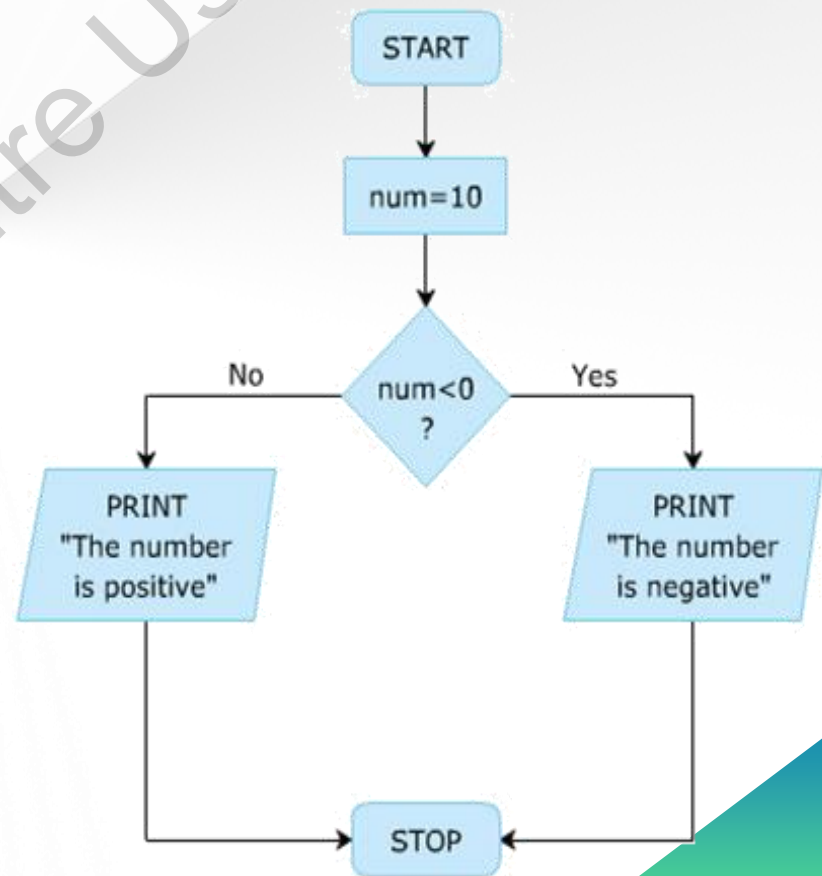 START
num=10
No
num<0
?
Yes
PRINT
"The number
is positive"
PRINT
"The number
is negative"
STOP